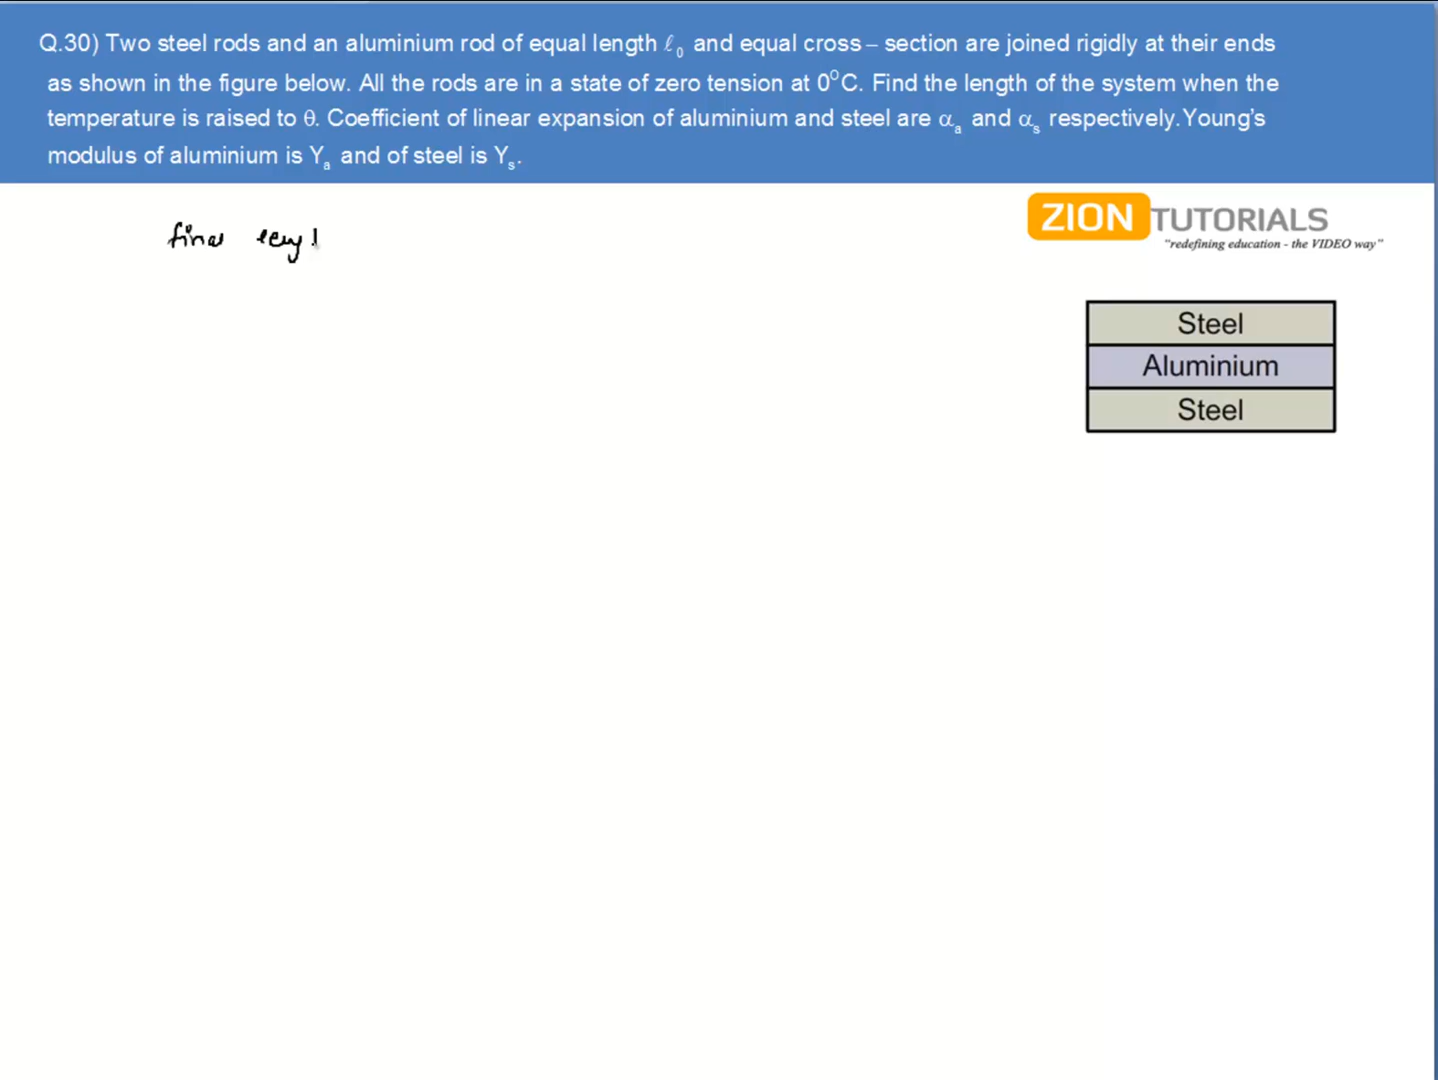 Q.30) Two steel rods and an aluminium rod of equal length ℓ₀ and equal cross – section are joined rigidly at their ends
as shown in the figure below. All the rods are in a state of zero tension at 0°C. Find the length of the system when the
temperature is raised to θ. Coefficient of linear expansion of aluminium and steel are αₐ and αₛ respectively.Young's
modulus of aluminium is Yₐ and of steel is Yₛ.
ZION TUTORIALS
"redefining education - the VIDEO way"
final
Steel
Aluminium
Steel